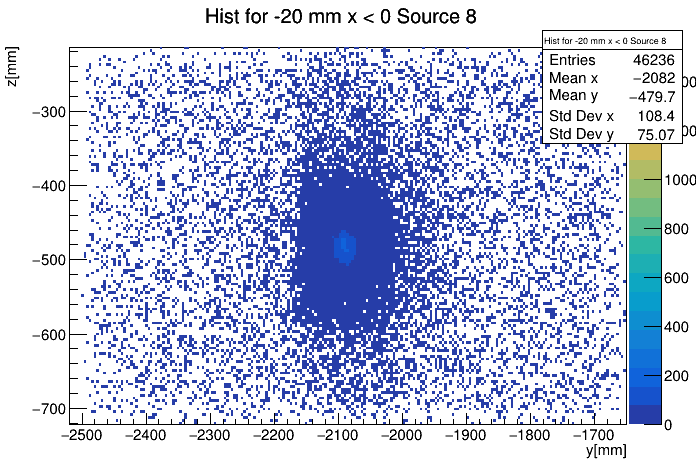 Hist for -20 mm x < 0 Source 8
Hist for -20 mm x < 0 Source 8
Entries 46236
Mean x −2082
Mean y −479.7
Std Dev x 108.4
Std Dev y 75.07
z[mm]
−300
−400
−500
−600
−700
−2500 −2400 −2300 −2200 −2100 −2000 −1900 −1800 −1700
y[mm]
1000
800
600
400
200
0